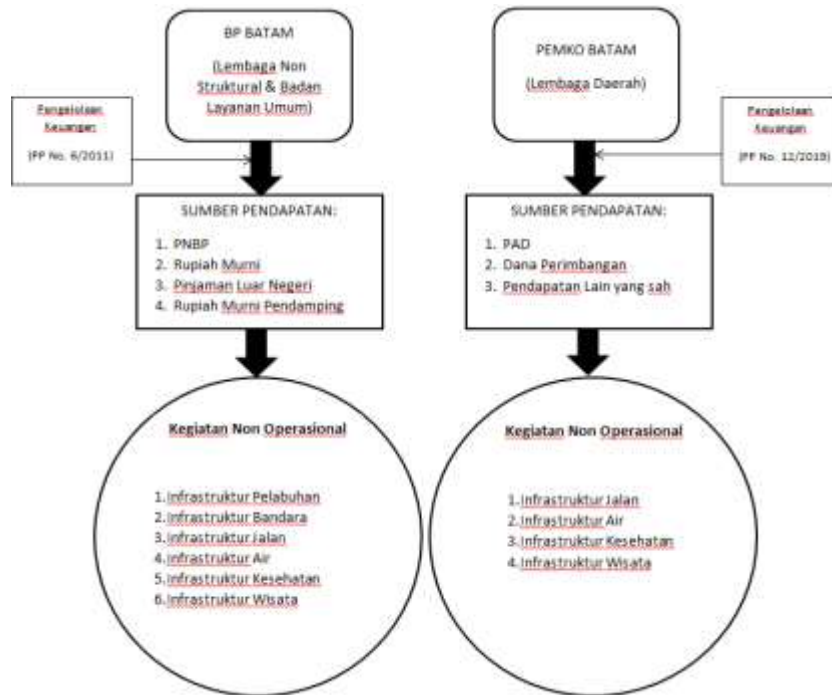 BP BATAM
(Lembaga Non
Struktural & Badan
Layanan Umum)
Pengelolaan
Keuangan
(PP No. 6/2011)
SUMBER PENDAPATAN:
1. PNBP
2. Rupiah Murni
3. Pinjaman Luar Negeri
4. Rupiah Murni Pendamping
Kegiatan Non Operasional
1. Infrastruktur Pelabuhan
2. Infrastruktur Bandara
3. Infrastruktur Jalan
4. Infrastruktur Air
5. Infrastruktur Kesehatan
6. Infrastruktur Wisata
PEMKO BATAM
(Lembaga Daerah)
Pengelolaan
Keuangan
(PP No. 12/2019)
SUMBER PENDAPATAN:
1. PAD
2. Dana Perimbangan
3. Pendapatan Lain yang sah
Kegiatan Non Operasional
1. Infrastruktur Jalan
2. Infrastruktur Air
3. Infrastruktur Kesehatan
4. Infrastruktur Wisata